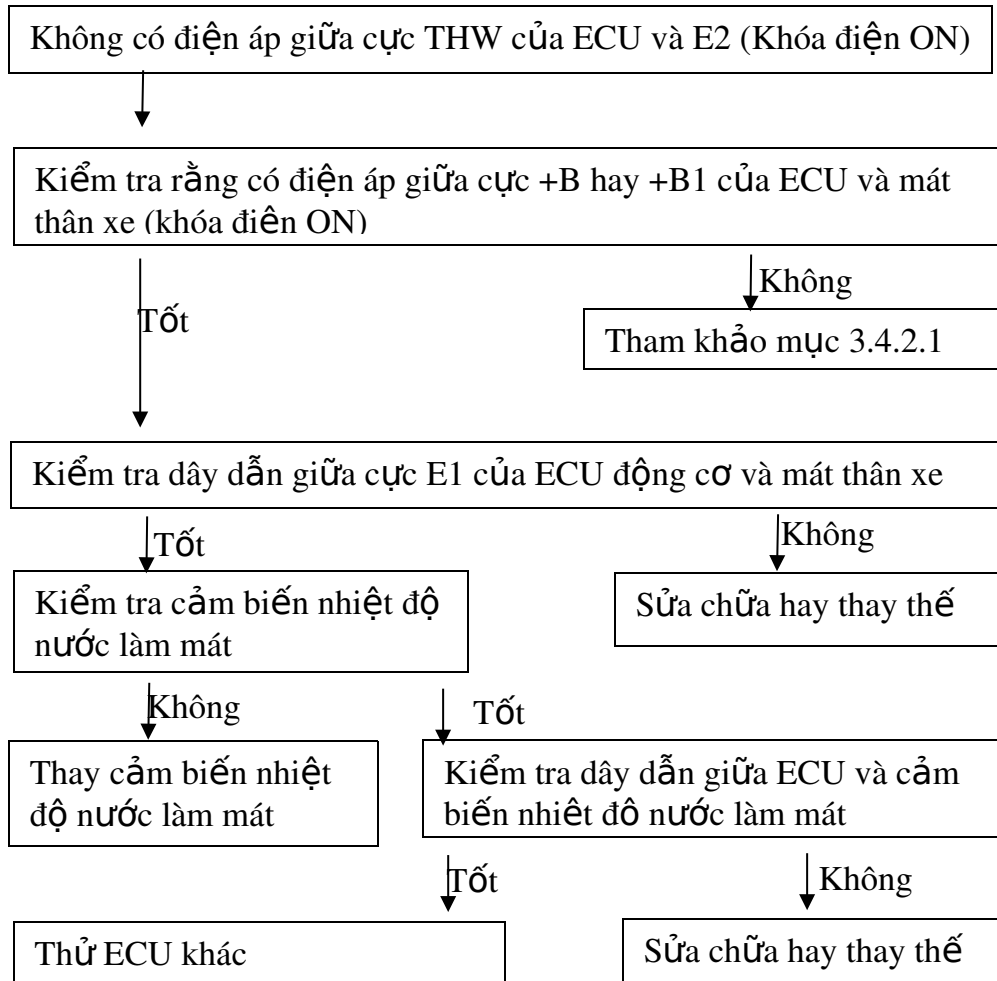 Không có điện áp giữa cực THW của ECU và E2 (Khóa điện ON)
Kiểm tra rằng có điện áp giữa cực +B hay +B1 của ECU và mát
thân xe (khóa điên ON)
Không
Tốt
Tham khảo mục 3.4.2.1
Kiểm tra dây dẫn giữa cực E1 của ECU động cơ và mát thân xe
Tốt
Không
Kiểm tra cảm biến nhiệt độ
nước làm mát
Sửa chữa hay thay thế
Không
Tốt
Thay cảm biến nhiệt
độ nước làm mát
Kiểm tra dây dẫn giữa ECU và cảm
biến nhiêt đô nước làm mát
Tốt
Không
Thử ECU khác
Sửa chữa hay thay thế